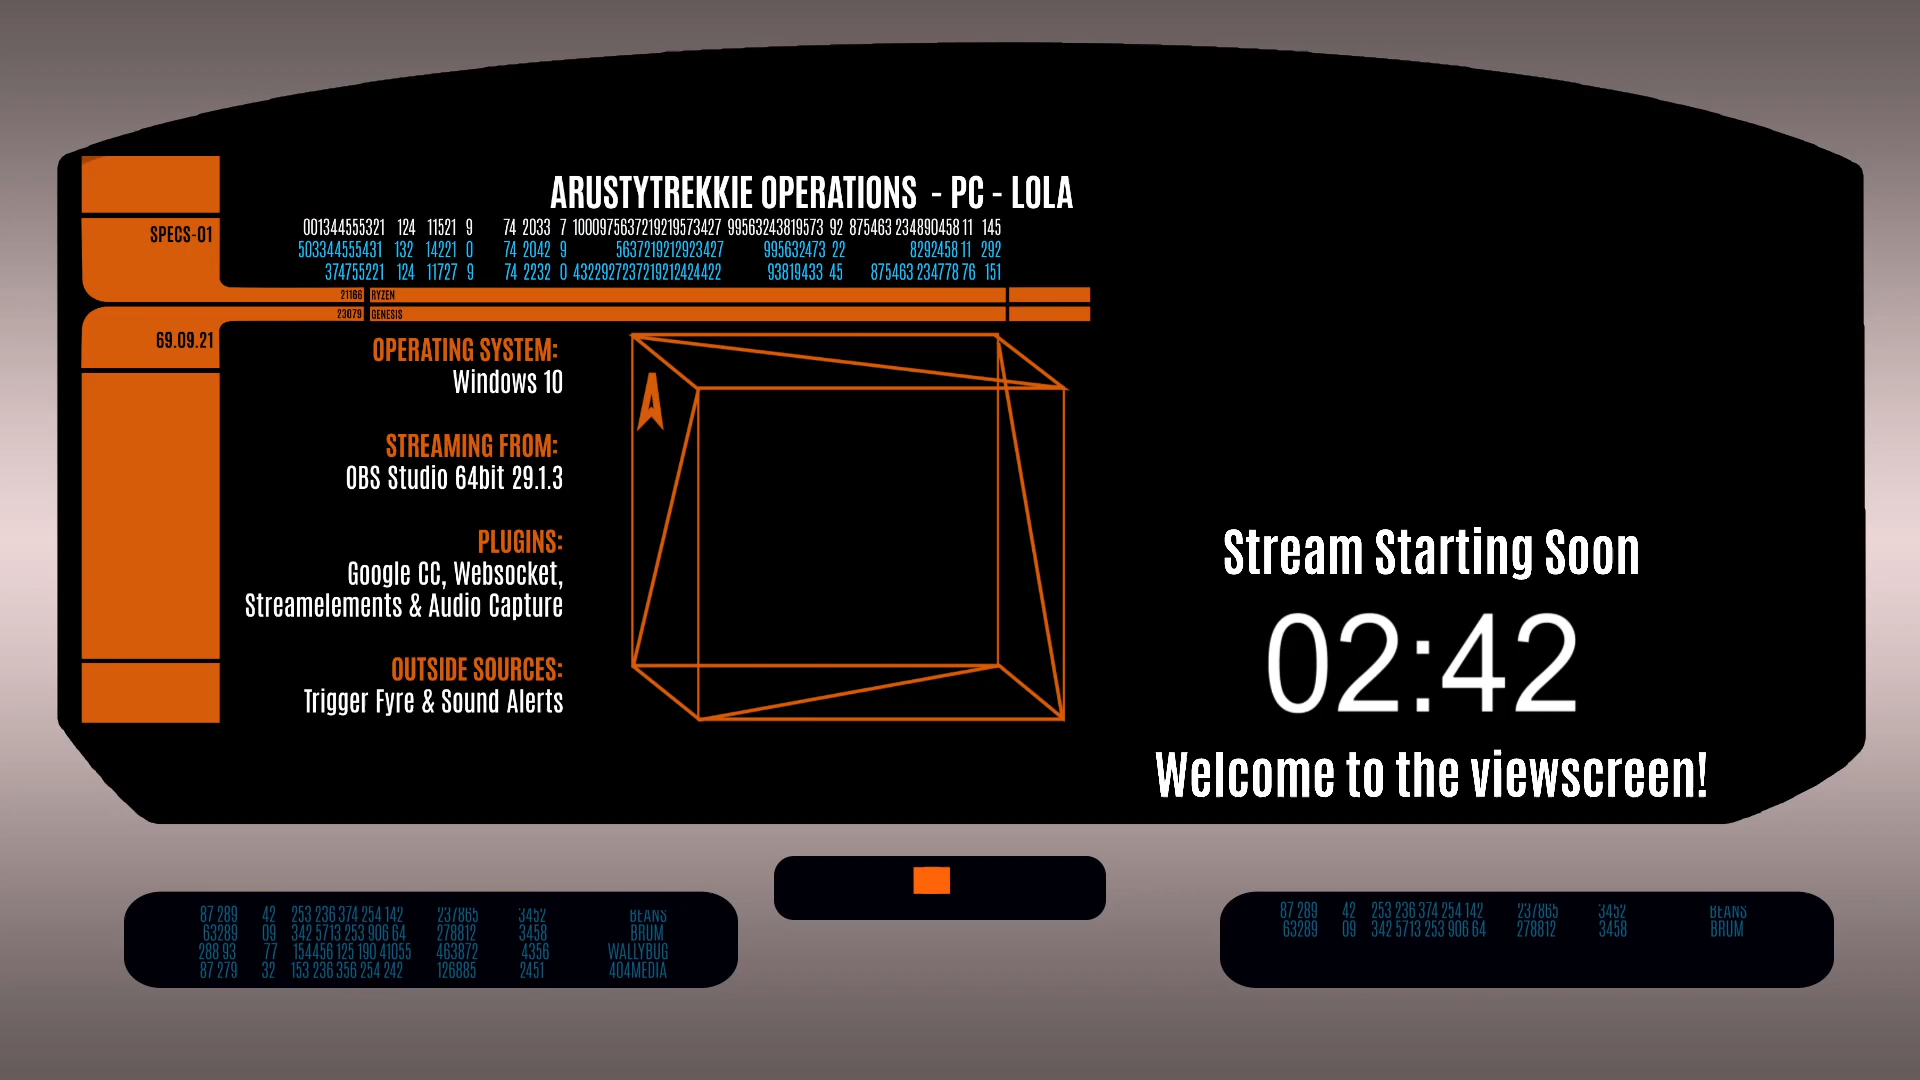 ARUSTYTREKKIE OPERATIONS - PC - LOLA
001344555321 124 11521 9 74 2033 7 1000975637219219573427 99563243819573 92 875463 234890458 11 145
503344555431 132 14221 0 74 2042 9 5637219212923427 995632473 22 8292458 11 292
374755221 124 11727 9 74 2232 0 4322927237219212424422 93819433 45 875463 234778 76 151
SPECS-01
21166 RYZEN
23079 GENESIS
69.09.21
OPERATING SYSTEM:
Windows 10
STREAMING FROM:
OBS Studio 64bit 29.1.3
PLUGINS:
Google CC, Websocket,
Streamelements & Audio Capture
OUTSIDE SOURCES:
Trigger Fyre & Sound Alerts
Stream Starting Soon
02:42
Welcome to the viewscreen!
87 289 42 253 236 374 254 142 237865 3452 BEANS
63289 09 342 5713 253 906 64 278812 3458 BRUM
288 93 77 154456 125 190 41055 463872 4356 WALLYBUG
87 279 32 153 236 356 254 242 126885 2451 404MEDIA
87 289 42 253 236 374 254 142 237865 3452 BEANS
63289 09 342 5713 253 906 64 278812 3458 BRUM